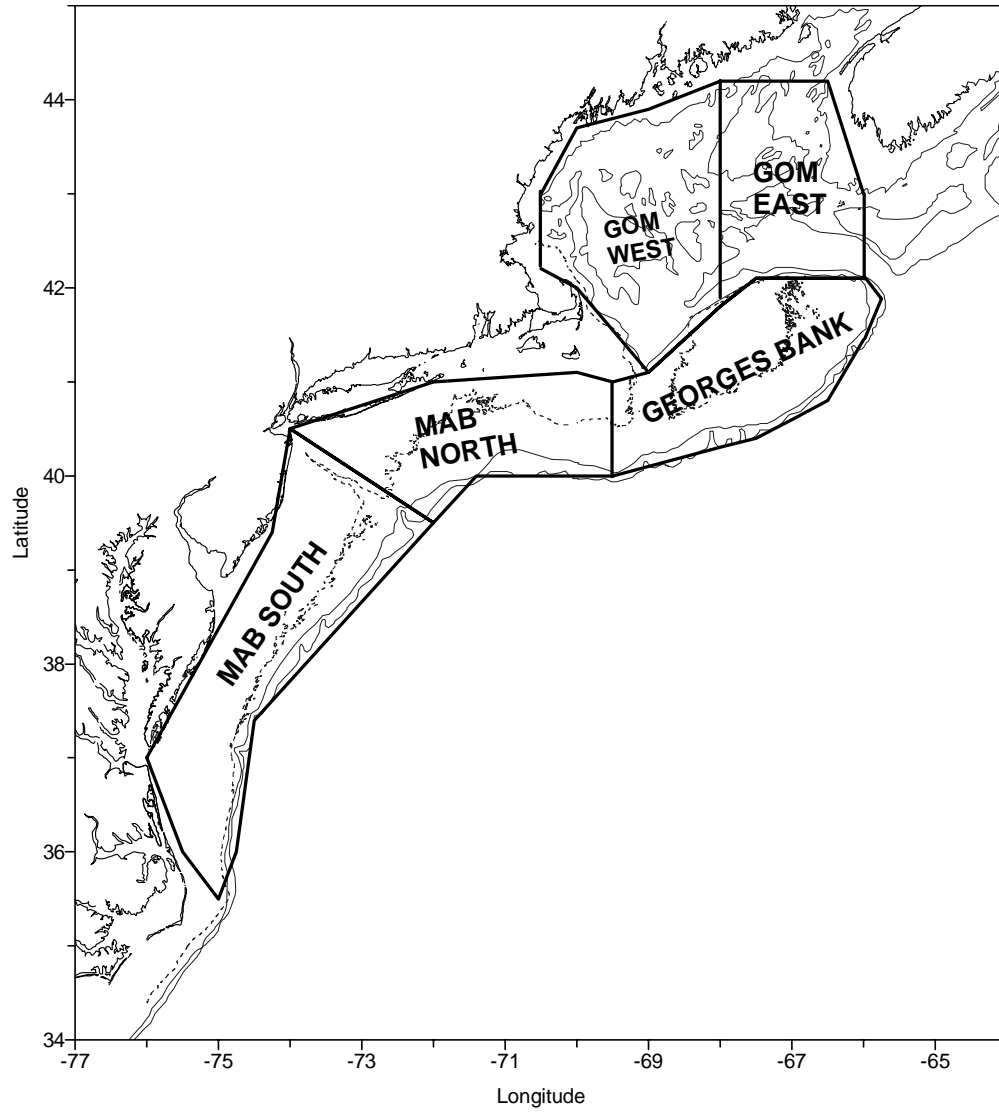 44
GOM
EAST
GOM
WEST
42
GEORGES BANK
MAB
NORTH
40
Latitude
MAB SOUTH
38
36
34
-77
-75
-73
-71
-69
-67
-65
Longitude